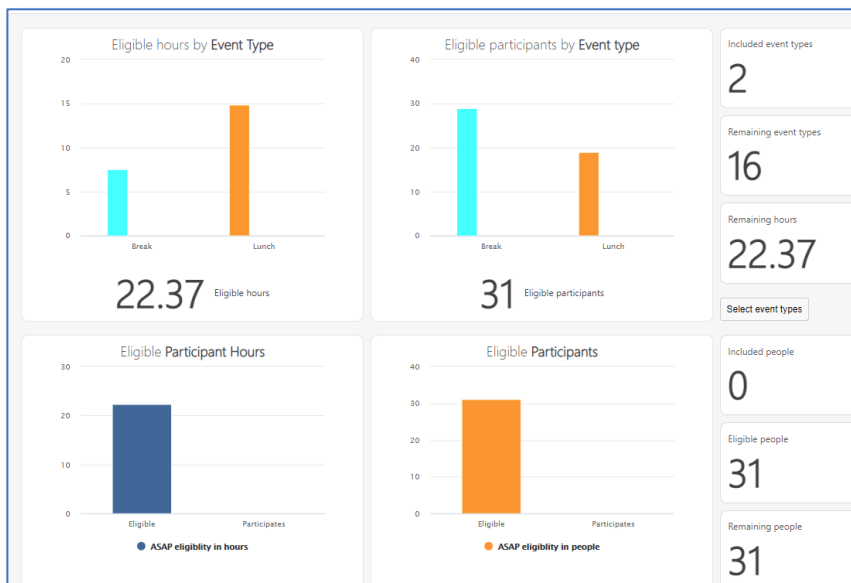 Eligible hours by Event Type
20
15
10
5
0
Break
Lunch
22.37 Eligible hours
Eligible participants by Event type
40
30
20
10
0
Break
Lunch
31 Eligible participants
Included event types
2
Remaining event types
16
Remaining hours
22.37
Select event types
Eligible Participant Hours
30
20
10
0
Eligible
Participates
ASAP eligiblity in hours
Eligible Participants
40
30
20
10
0
Eligible
Participates
ASAP eligiblity in people
Included people
0
Eligible people
31
Remaining people
31